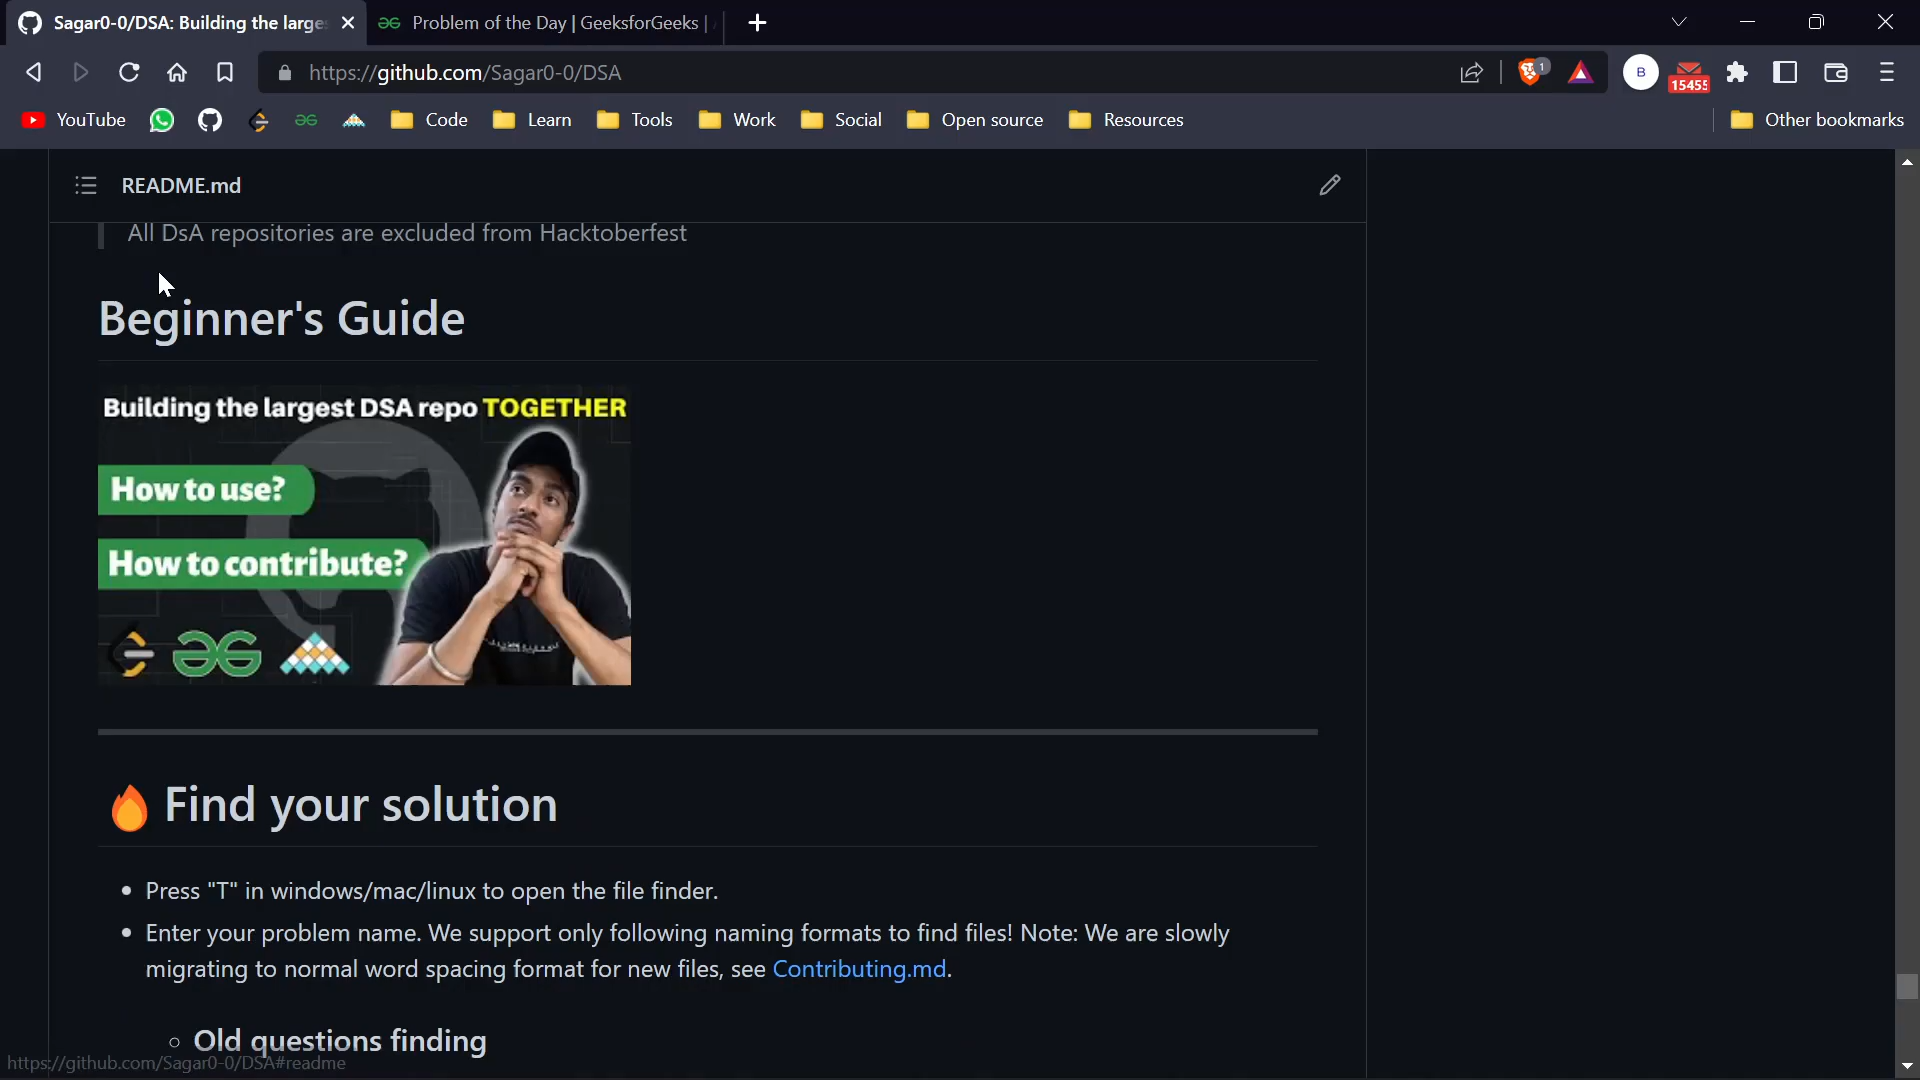 Sagar0-0/DSA: Building the large
Problem of the Day | GeeksforGeeks |
https://github.com/Sagar0-0/DSA
1
B
15455
YouTube
Code
Learn
Tools
Work
Social
Open source
Resources
Other bookmarks
README.md
All DsA repositories are excluded from Hacktoberfest
Beginner's Guide
Building the largest DSA repo TOGETHER
How to use?
How to contribute?
🔥 Find your solution
• Press "T" in windows/mac/linux to open the file finder.
• Enter your problem name. We support only following naming formats to find files! Note: We are slowly
migrating to normal word spacing format for new files, see Contributing.md.
◦ Old questions finding
https://github.com/Sagar0-0/DSA#readme